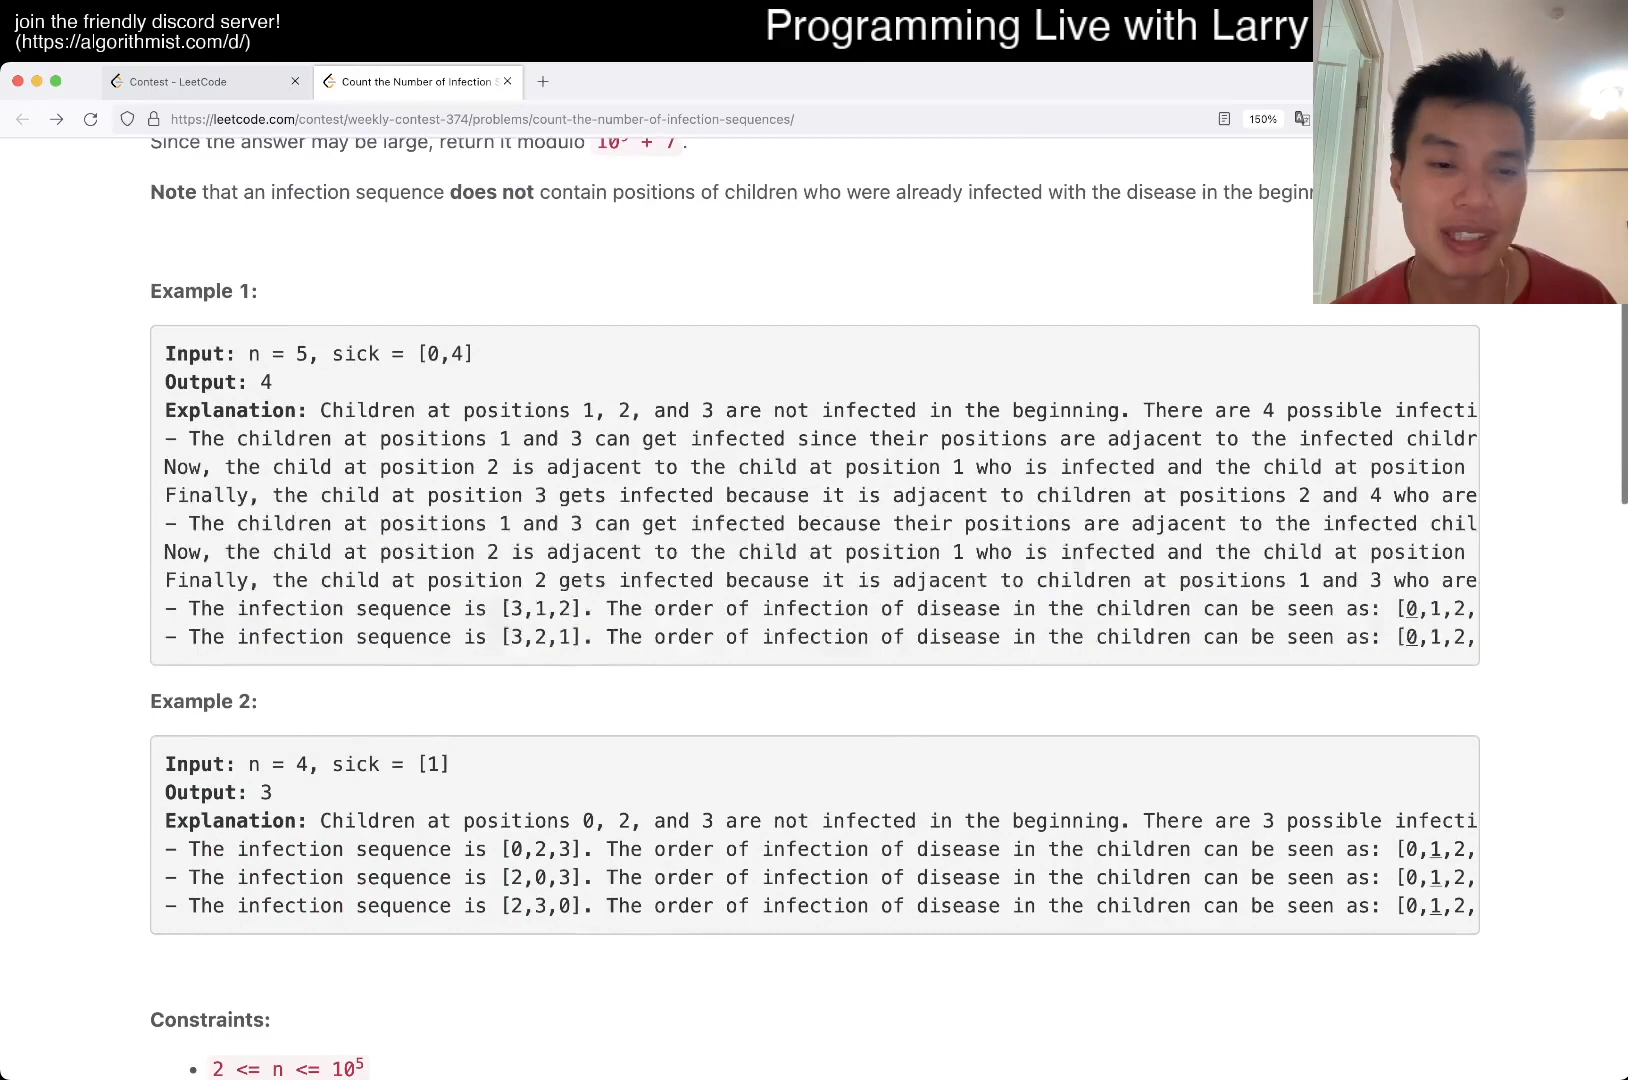 join the friendly discord server!
(https://algorithmist.com/d/)
Programming Live with Larry
Contest - LeetCode
Count the Number of Infection S
https://leetcode.com/contest/weekly-contest-374/problems/count-the-number-of-infection-sequences/
150%
Since the answer may be large, return it modulo 10⁹ + 7.
Note that an infection sequence does not contain positions of children who were already infected with the disease in the beginn
Example 1:
Input: n = 5, sick = [0,4]
Output: 4
Explanation: Children at positions 1, 2, and 3 are not infected in the beginning. There are 4 possible infecti
- The children at positions 1 and 3 can get infected since their positions are adjacent to the infected childr
Now, the child at position 2 is adjacent to the child at position 1 who is infected and the child at position
Finally, the child at position 3 gets infected because it is adjacent to children at positions 2 and 4 who are
- The children at positions 1 and 3 can get infected because their positions are adjacent to the infected chil
Now, the child at position 2 is adjacent to the child at position 1 who is infected and the child at position
Finally, the child at position 2 gets infected because it is adjacent to children at positions 1 and 3 who are
- The infection sequence is [3,1,2]. The order of infection of disease in the children can be seen as: [0,1,2,
- The infection sequence is [3,2,1]. The order of infection of disease in the children can be seen as: [0,1,2,
Example 2:
Input: n = 4, sick = [1]
Output: 3
Explanation: Children at positions 0, 2, and 3 are not infected in the beginning. There are 3 possible infecti
- The infection sequence is [0,2,3]. The order of infection of disease in the children can be seen as: [0,1,2,
- The infection sequence is [2,0,3]. The order of infection of disease in the children can be seen as: [0,1,2,
- The infection sequence is [2,3,0]. The order of infection of disease in the children can be seen as: [0,1,2,
Constraints:
• 2 <= n <= 10⁵